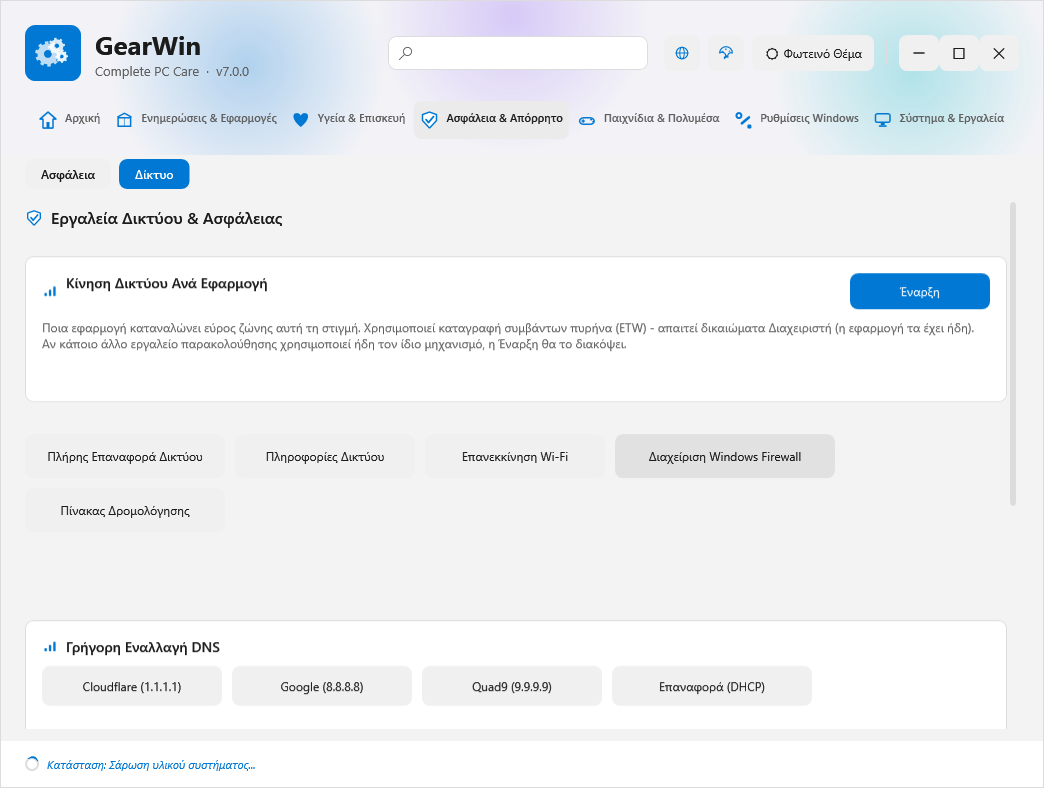 GearWin
Complete PC Care · v7.0.0
Φωτεινό Θέμα
Αρχική
Ενημερώσεις & Εφαρμογές
Υγεία & Επισκευή
Ασφάλεια & Απόρρητο
Παιχνίδια & Πολυμέσα
Ρυθμίσεις Windows
Σύστημα & Εργαλεία
Ασφάλεια
Δίκτυο
Εργαλεία Δικτύου & Ασφάλειας
Κίνηση Δικτύου Ανά Εφαρμογή
Έναρξη
Ποια εφαρμογή καταναλώνει εύρος ζώνης αυτή τη στιγμή. Χρησιμοποιεί καταγραφή συμβάντων πυρήνα (ETW) - απαιτεί δικαιώματα Διαχειριστή (η εφαρμογή τα έχει ήδη).
Αν κάποιο άλλο εργαλείο παρακολούθησης χρησιμοποιεί ήδη τον ίδιο μηχανισμό, η Έναρξη θα το διακόψει.
Πλήρης Επαναφορά Δικτύου
Πληροφορίες Δικτύου
Επανεκκίνηση Wi-Fi
Διαχείριση Windows Firewall
Πίνακας Δρομολόγησης
Γρήγορη Εναλλαγή DNS
Cloudflare (1.1.1.1)
Google (8.8.8.8)
Quad9 (9.9.9.9)
Επαναφορά (DHCP)
Κατάσταση: Σάρωση υλικού συστήματος...